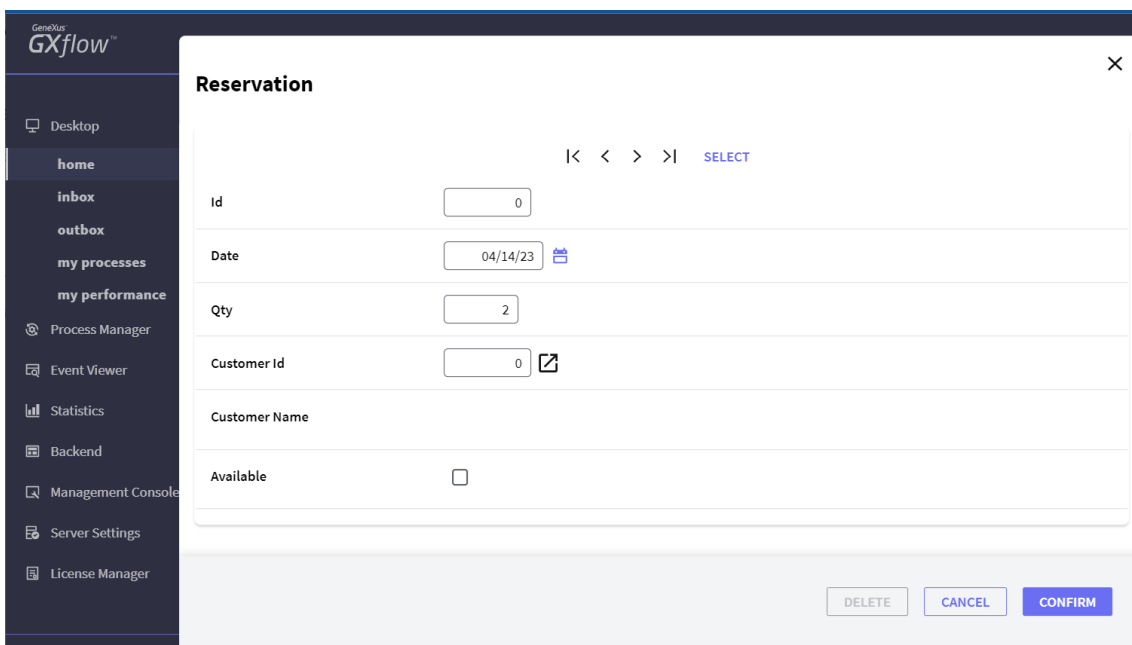 GeneXus
GXflow™
Desktop
home
inbox
outbox
my processes
my performance
Process Manager
Event Viewer
Statistics
Backend
Management Console
Server Settings
License Manager
Reservation
SELECT
Id 0
Date 04/14/23
Qty 2
Customer Id 0
Customer Name
Available
DELETE CANCEL CONFIRM